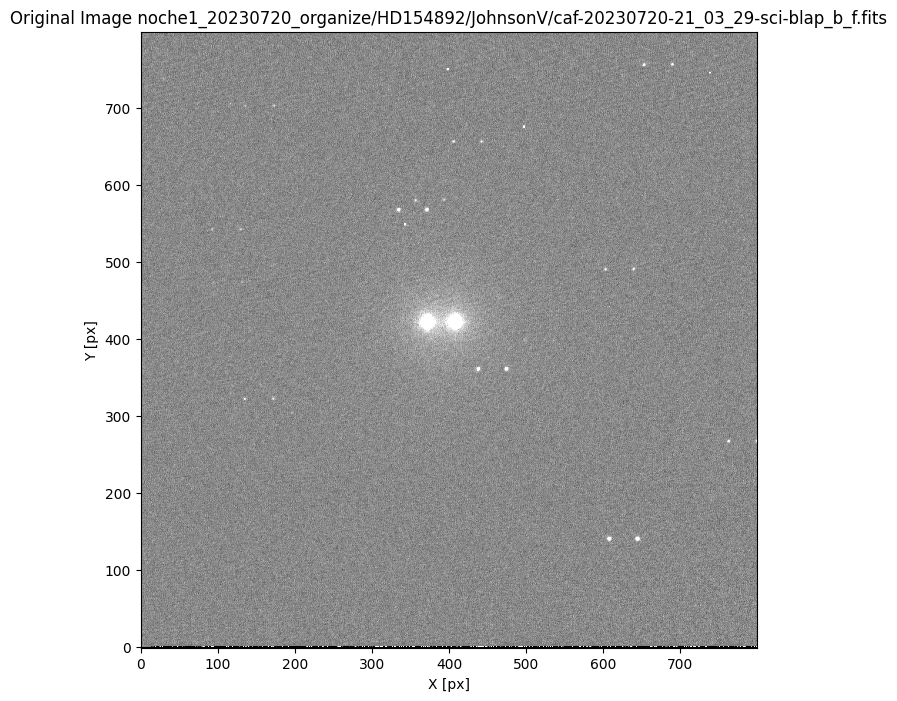 Original Image noche1_20230720_organize/HD154892/JohnsonV/caf-20230720-21_03_29-sci-blap_b_f.fits
700
600
500
400
300
200
100
0
Y [px]
0 100 200 300 400 500 600 700
X [px]